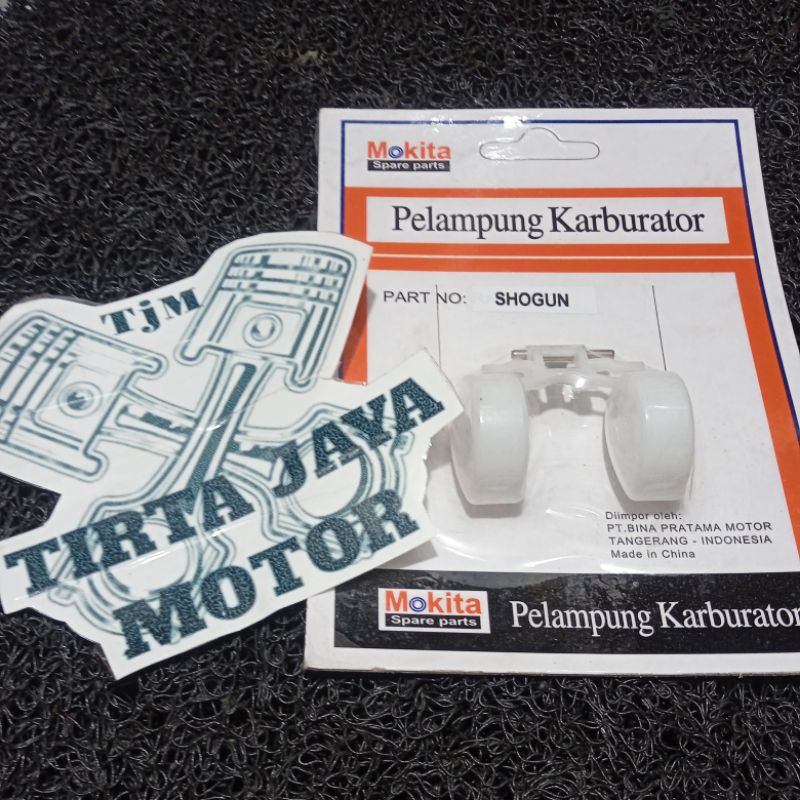 TjM
TIRTA JAYA
MOTOR
Mokita
Spare parts
Pelampung Karburator
PART NO: SHOGUN
Diimpor oleh:
PT.BINA PRATAMA MOTOR
TANGERANG - INDONESIA
Made in China
Mokita
Spare parts
Pelampung Karburator